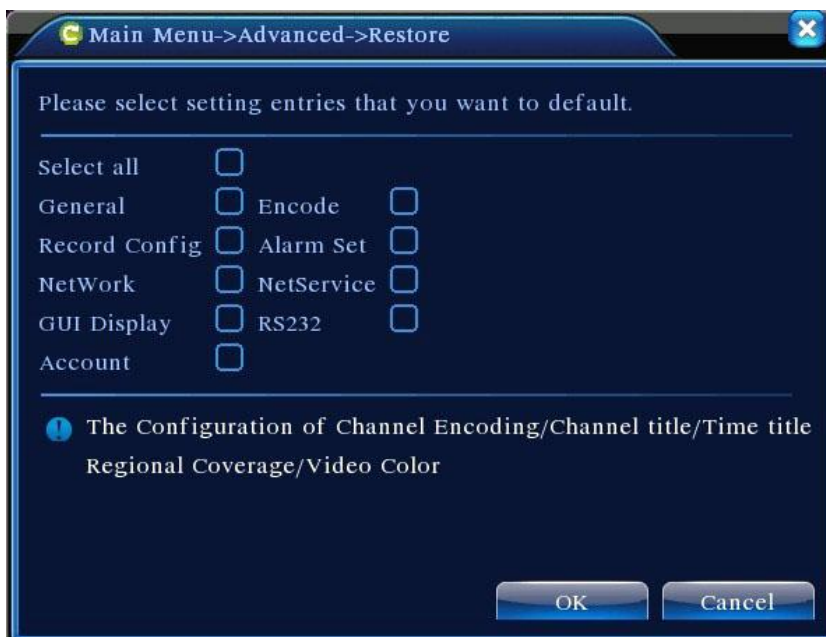 Main Menu->Advanced->Restore
Please select setting entries that you want to default.
Select all
General Encode
Record Config Alarm Set
NetWork NetService
GUI Display RS232
Account
The Configuration of Channel Encoding/Channel title/Time title
Regional Coverage/Video Color
OK Cancel